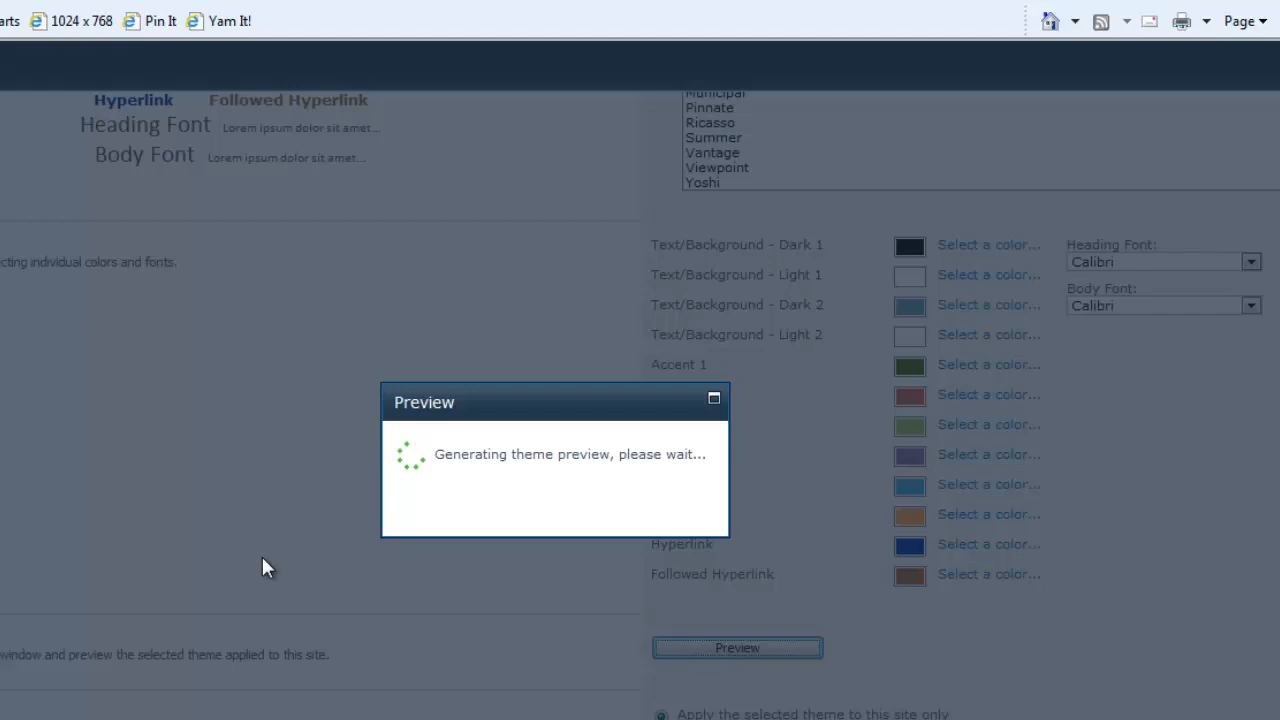 arts 1024 x 768 Pin It Yam It! Page
Hyperlink Followed Hyperlink
Heading Font Lorem ipsum dolor sit amet...
Body Font Lorem ipsum dolor sit amet...
Municipal
Pinnate
Ricasso
Summer
Vantage
Viewpoint
Yoshi
cting individual colors and fonts.
Text/Background - Dark 1 Select a color... Heading Font:
Calibri
Text/Background - Light 1 Select a color... Body Font:
Calibri
Text/Background - Dark 2 Select a color...
Text/Background - Light 2 Select a color...
Accent 1 Select a color...
Select a color...
Select a color...
Select a color...
Select a color...
Select a color...
Hyperlink Select a color...
Followed Hyperlink Select a color...
Preview
Generating theme preview, please wait...
window and preview the selected theme applied to this site.
Preview
Apply the selected theme to this site only